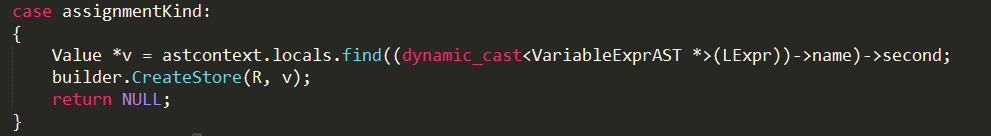 case assignmentKind:
{
    Value *v = astcontext.locals.find((dynamic_cast<VariableExprAST *>(LExpr))->name)->second;
    builder.CreateStore(R, v);
    return NULL;
}